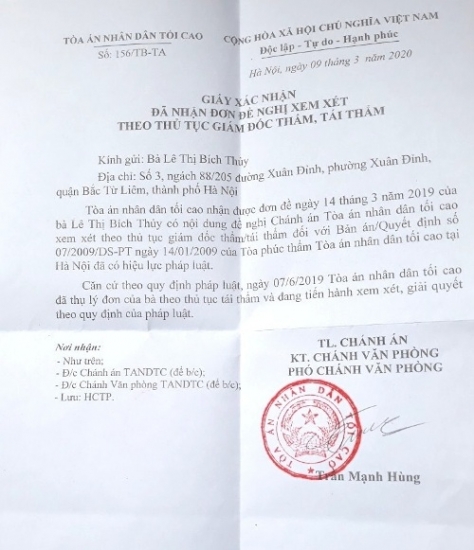 TÒA ÁN NHÂN DÂN TỐI CAO
Số: 156/TB-TA
CỘNG HÒA XÃ HỘI CHỦ NGHĨA VIỆT NAM
Độc lập - Tự do - Hạnh phúc
Hà Nội, ngày 09 tháng 3 năm 2020
GIẤY XÁC NHẬN
ĐÃ NHẬN ĐƠN ĐỀ NGHỊ XEM XÉT
THEO THỦ TỤC GIÁM ĐỐC THẨM, TÁI THẨM
Kính gửi: Bà Lê Thị Bích Thủy
Địa chỉ: Số 3, ngách 88/205 đường Xuân Đỉnh, phường Xuân Đỉnh,
quận Bắc Từ Liêm, thành phố Hà Nội
Tòa án nhân dân tối cao nhận được đơn đề ngày 14 tháng 3 năm 2019 của
bà Lê Thị Bích Thủy có nội dung đề nghị Chánh án Tòa án nhân dân tối cao
xem xét theo thủ tục giám đốc thẩm/tái thẩm đối với Bản án/Quyết định số
07/2009/DS-PT ngày 14/01/2009 của Tòa phúc thẩm Tòa án nhân dân tối cao tại
Hà Nội đã có hiệu lực pháp luật.
Căn cứ theo quy định pháp luật, ngày 07/6/2019 Tòa án nhân dân tối cao
đã thụ lý đơn của bà theo thủ tục tái thẩm và đang tiến hành xem xét, giải quyết
theo quy định của pháp luật.
Nơi nhận:
- Như trên;
- Đ/c Chánh án TANDTC (để b/c);
- Đ/c Chánh Văn phòng TANDTC (để b/c);
- Lưu: HCTP.
TL. CHÁNH ÁN
KT. CHÁNH VĂN PHÒNG
PHÓ CHÁNH VĂN PHÒNG
TÒA ÁN NHÂN DÂN TỐI CAO
Trần Mạnh Hùng